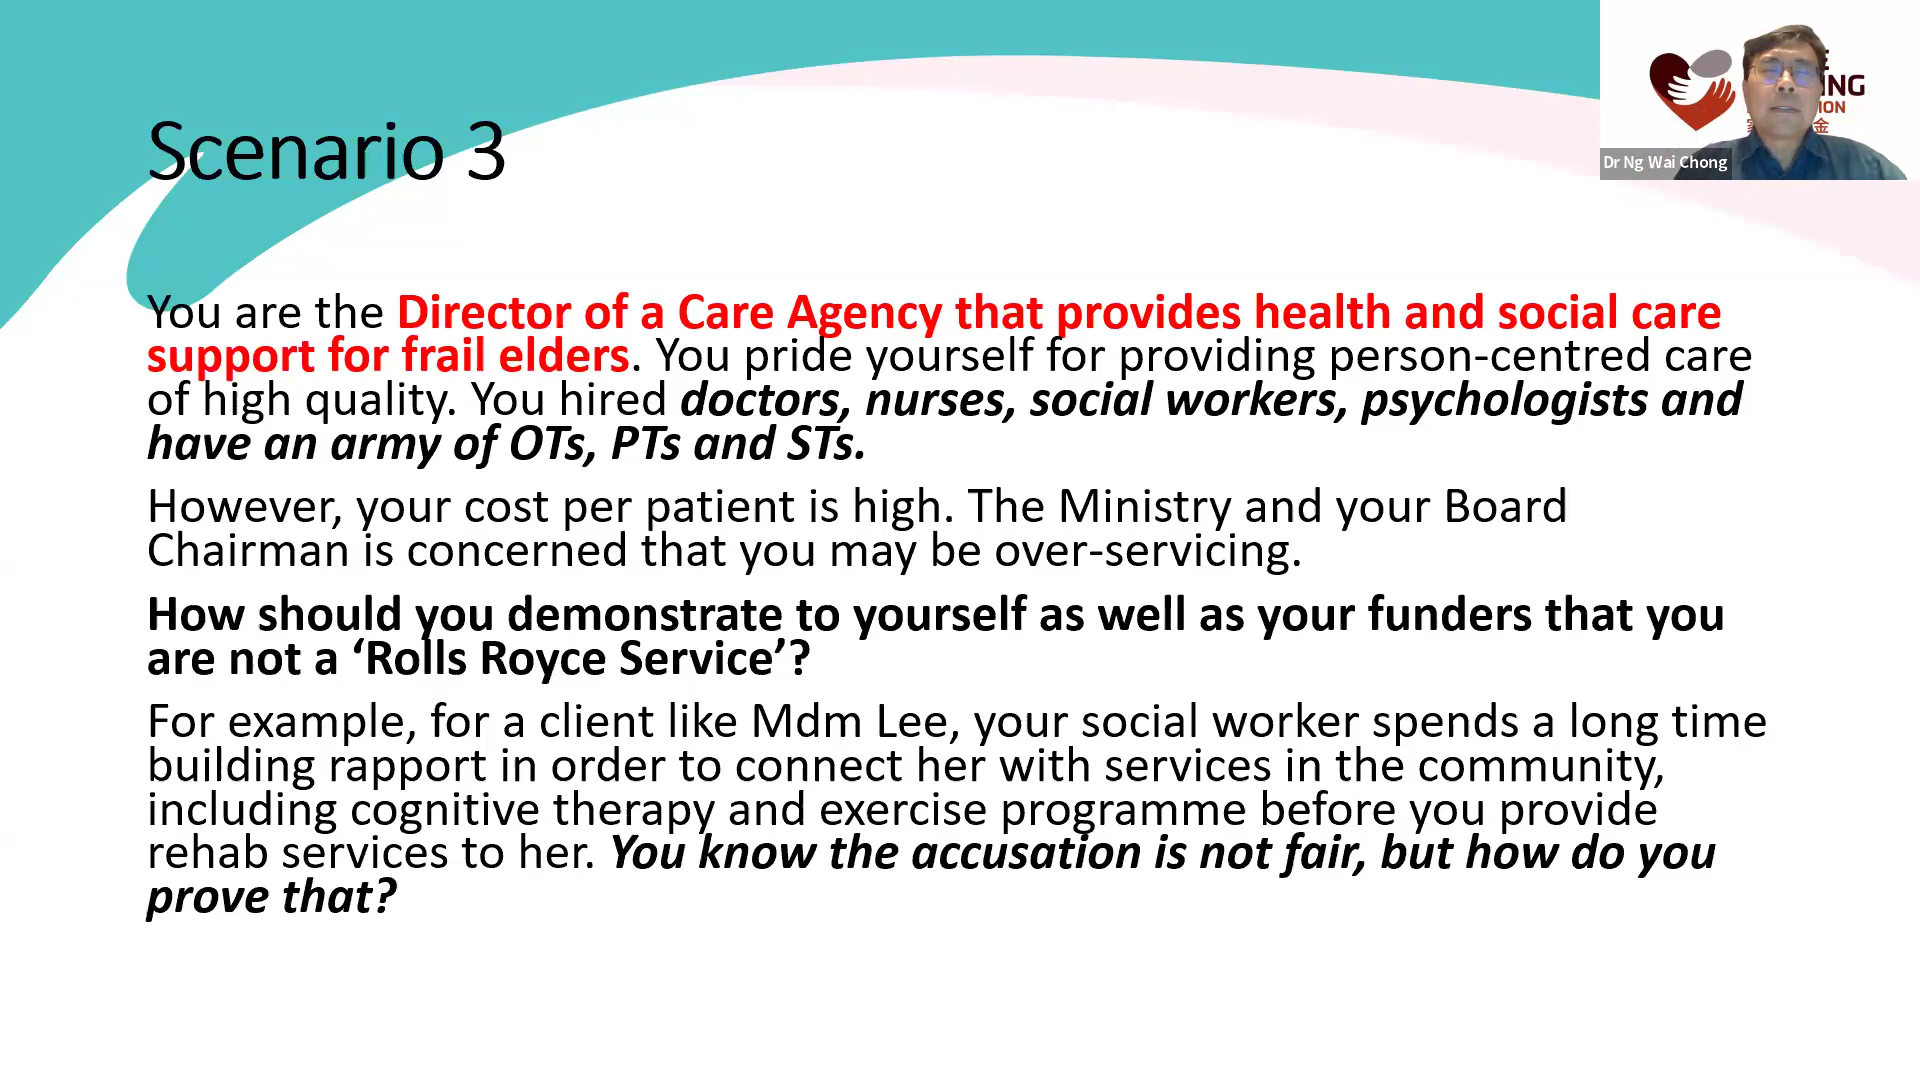 Scenario 3
You are the Director of a Care Agency that provides health and social care
support for frail elders. You pride yourself for providing person-centred care
of high quality. You hired doctors, nurses, social workers, psychologists and
have an army of OTs, PTs and STs.
However, your cost per patient is high. The Ministry and your Board
Chairman is concerned that you may be over-servicing.
How should you demonstrate to yourself as well as your funders that you
are not a ‘Rolls Royce Service’?
For example, for a client like Mdm Lee, your social worker spends a long time
building rapport in order to connect her with services in the community,
including cognitive therapy and exercise programme before you provide
rehab services to her. You know the accusation is not fair, but how do you
prove that?
Dr Ng Wai Chong